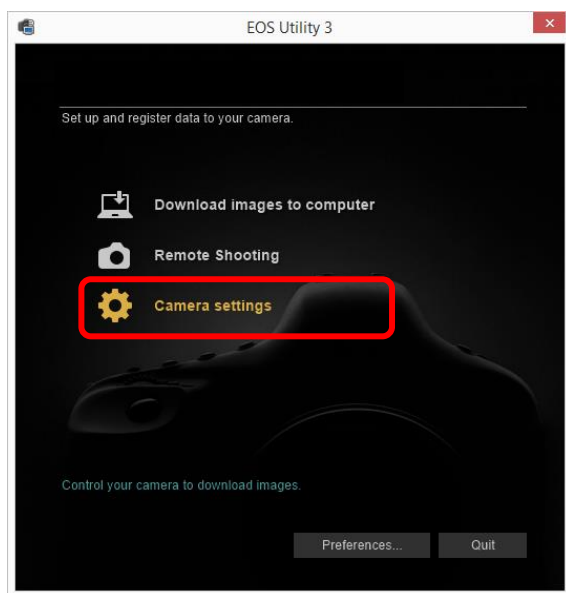 EOS Utility 3
Set up and register data to your camera.
Download images to computer
Remote Shooting
Camera settings
Control your camera to download images.
Preferences... Quit